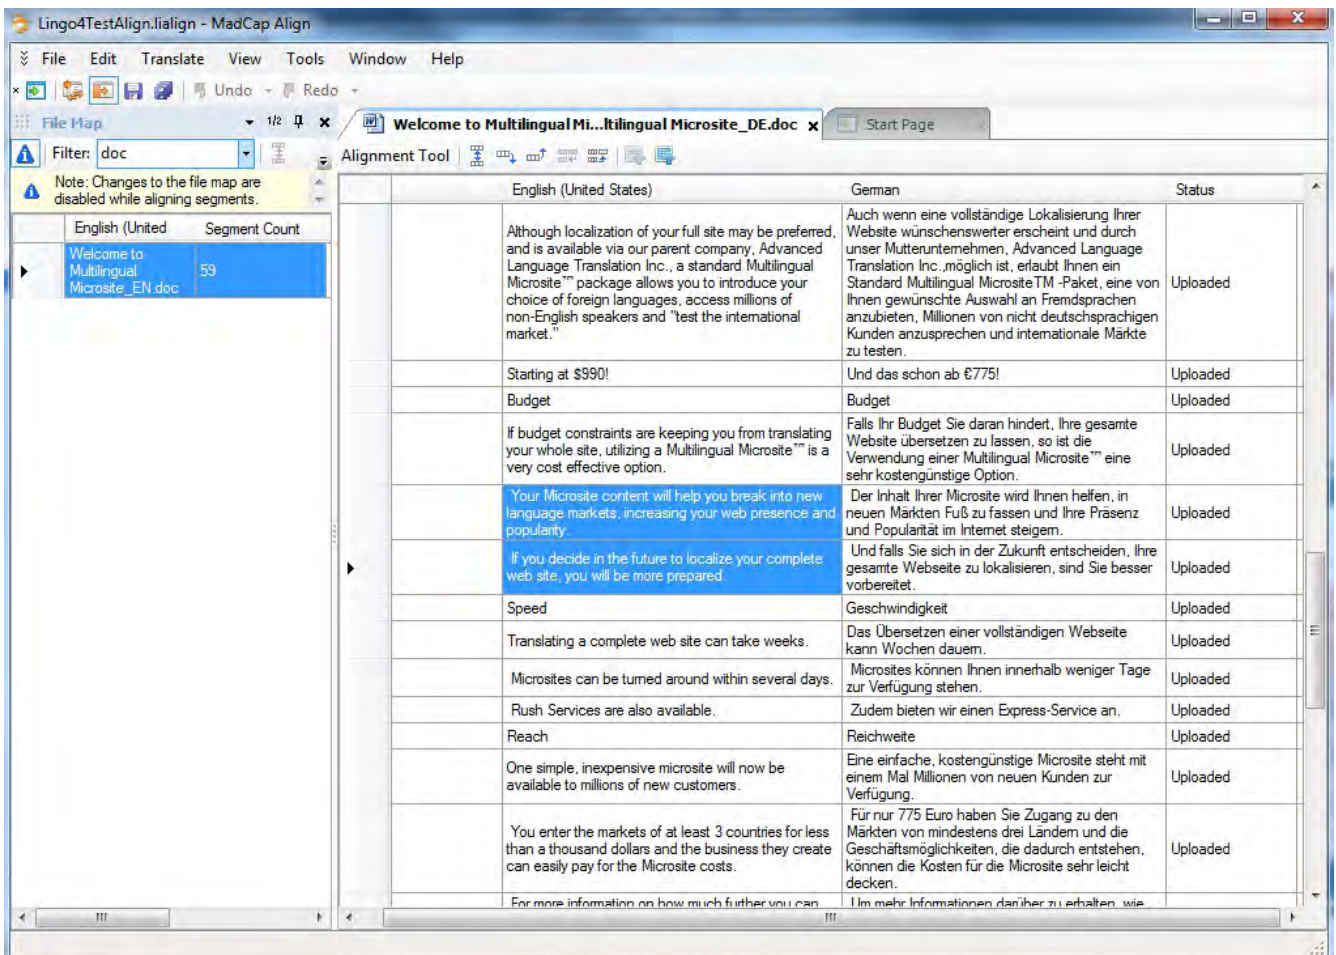 Lingo4TestAlign.lialign - MadCap Align
File Edit Translate View Tools Window Help
Undo Redo
File Map 1/2
Welcome to Multilingual Mi...ltilingual Microsite_DE.doc x
Start Page
Filter: doc
Alignment Tool
Note: Changes to the file map are
disabled while aligning segments.
English (United Segment Count
Welcome to
Multilingual
Microsite_EN.doc
59
English (United States) German Status
Although localization of your full site may be preferred,
and is available via our parent company, Advanced
Language Translation Inc., a standard Multilingual
Microsite™ package allows you to introduce your
choice of foreign languages, access millions of
non-English speakers and "test the international
market."
Auch wenn eine vollständige Lokalisierung Ihrer
Website wünschenswerter erscheint und durch
unser Mutterunternehmen, Advanced Language
Translation Inc.,möglich ist, erlaubt Ihnen ein
Standard Multilingual MicrositeTM -Paket, eine von
Ihnen gewünschte Auswahl an Fremdsprachen
anzubieten, Millionen von nicht deutschsprachigen
Kunden anzusprechen und internationale Märkte
zu testen.
Uploaded
Starting at $990!
Und das schon ab €775!
Uploaded
Budget
Budget
Uploaded
If budget constraints are keeping you from translating
your whole site, utilizing a Multilingual Microsite™ is a
very cost effective option.
Falls Ihr Budget Sie daran hindert, Ihre gesamte
Website übersetzen zu lassen, so ist die
Verwendung einer Multilingual Microsite™ eine
sehr kostengünstige Option.
Uploaded
Your Microsite content will help you break into new
language markets, increasing your web presence and
popularity.
Der Inhalt Ihrer Microsite wird Ihnen helfen, in
neuen Märkten Fuß zu fassen und Ihre Präsenz
und Popularität im Internet steigern.
Uploaded
If you decide in the future to localize your complete
web site, you will be more prepared.
Und falls Sie sich in der Zukunft entscheiden, Ihre
gesamte Webseite zu lokalisieren, sind Sie besser
vorbereitet.
Uploaded
Speed
Geschwindigkeit
Uploaded
Translating a complete web site can take weeks.
Das Übersetzen einer vollständigen Webseite
kann Wochen dauern.
Uploaded
Microsites can be turned around within several days.
Microsites können Ihnen innerhalb weniger Tage
zur Verfügung stehen.
Uploaded
Rush Services are also available.
Zudem bieten wir einen Express-Service an.
Uploaded
Reach
Reichweite
Uploaded
One simple, inexpensive microsite will now be
available to millions of new customers.
Eine einfache, kostengünstige Microsite steht mit
einem Mal Millionen von neuen Kunden zur
Verfügung.
Uploaded
You enter the markets of at least 3 countries for less
than a thousand dollars and the business they create
can easily pay for the Microsite costs.
Für nur 775 Euro haben Sie Zugang zu den
Märkten von mindestens drei Ländern und die
Geschäftsmöglichkeiten, die dadurch entstehen,
können die Kosten für die Microsite sehr leicht
decken.
Uploaded
For more information on how much further you can
Um mehr Informationen darüber zu erhalten, wie